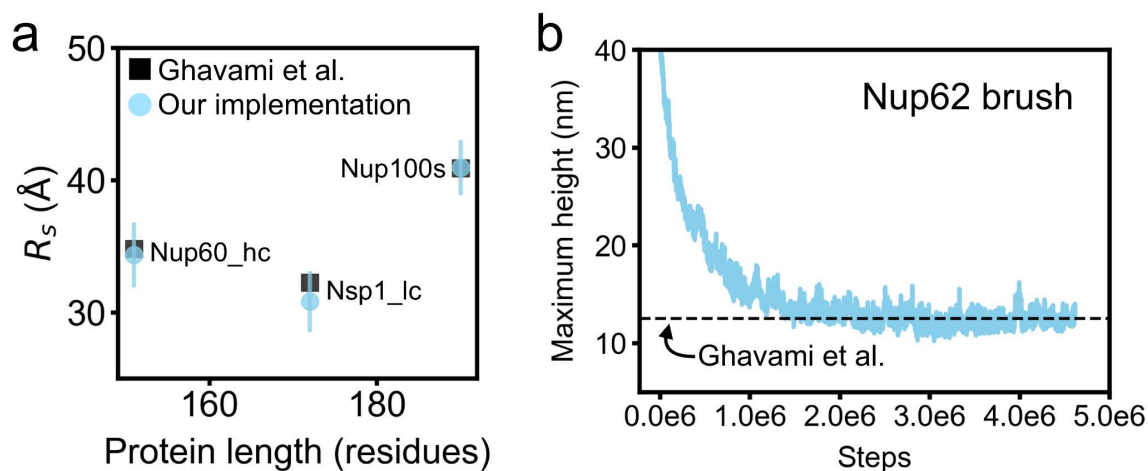 a
50
40
30
R_s (Å)
Ghavami et al.
Our implementation
Nup100s
Nup60_hc
Nsp1_lc
160
180
Protein length (residues)
b
40
30
20
10
Maximum height (nm)
Nup62 brush
Ghavami et al.
0.0e6
1.0e6
2.0e6
3.0e6
4.0e6
5.0e6
Steps